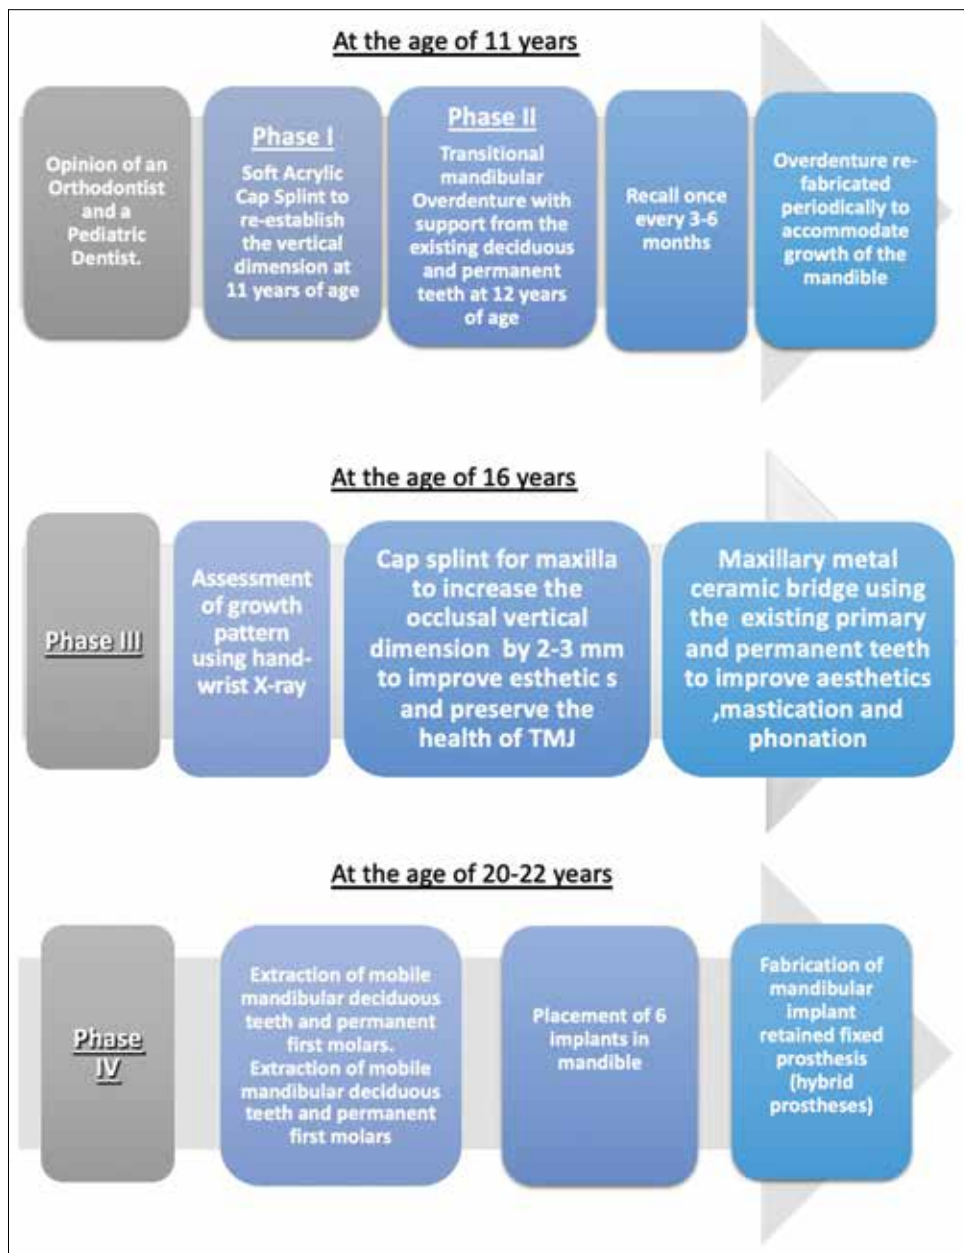 At the age of 11 years
Opinion of an
Orthodontist
and a
Pediatric
Dentist.
Phase I
Soft Acrylic
Cap Splint to
re-establish
the vertical
dimension at
11 years of age
Phase II
Transitional
mandibular
Overdenture with
support from the
existing deciduous
and permanent
teeth at 12 years
of age
Recall once
every 3-6
months
Overdenture re-
fabricated
periodically to
accommodate
growth of the
mandible
At the age of 16 years
Phase III
Assessment
of growth
pattern
using hand-
wrist X-ray
Cap splint for maxilla
to increase the
occlusal vertical
dimension by 2-3 mm
to improve esthetic s
and preserve the
health of TMJ
Maxillary metal
ceramic bridge using
the existing primary
and permanent teeth
to improve aesthetics
,mastication and
phonation
At the age of 20-22 years
Phase
IV
Extraction of mobile
mandibular deciduous
teeth and permanent
first molars.
Extraction of mobile
mandibular deciduous
teeth and permanent
first molars
Placement of 6
implants in
mandible
Fabrication of
mandibular
implant
retained fixed
prosthesis
(hybrid
prostheses)